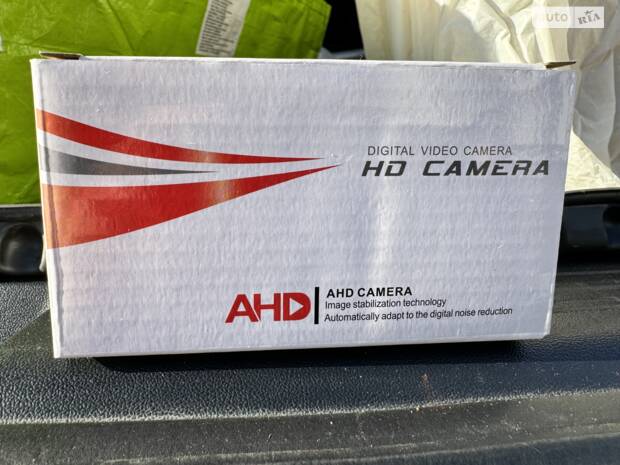 auto RIA
DIGITAL VIDEO CAMERA
HD CAMERA
AHD
AHD CAMERA
Image stabilization technology
Automatically adapt to the digital noise reduction